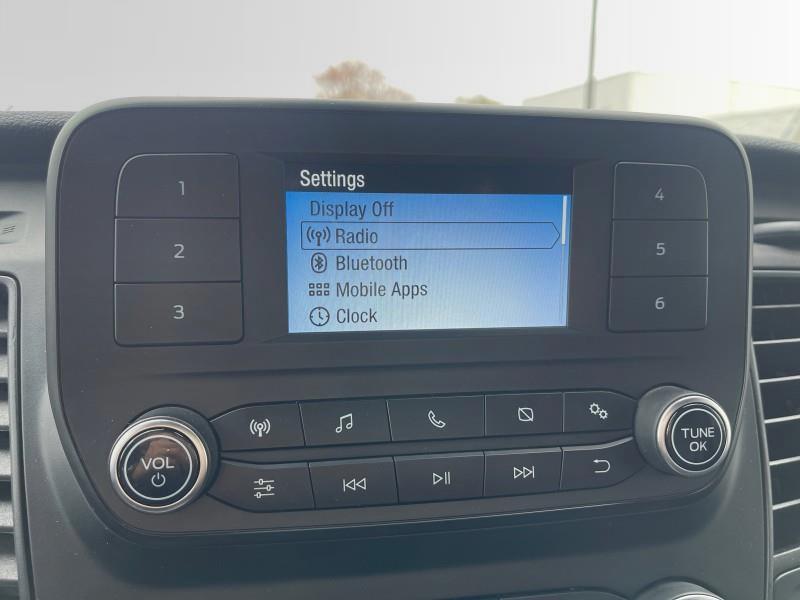 Settings
Display Off
Radio
Bluetooth
Mobile Apps
Clock
1
2
3
4
5
6
VOL
TUNE
OK